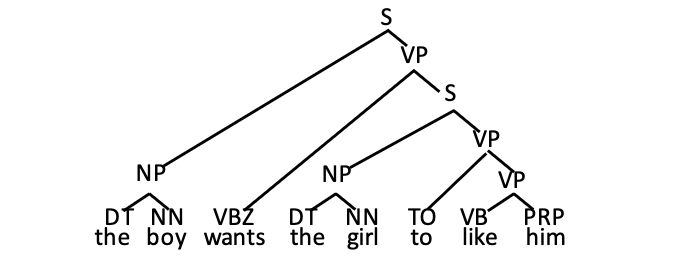 S
VP
S
VP
NP NP VP
DT NN VBZ DT NN TO VB PRP
the boy wants the girl to like him